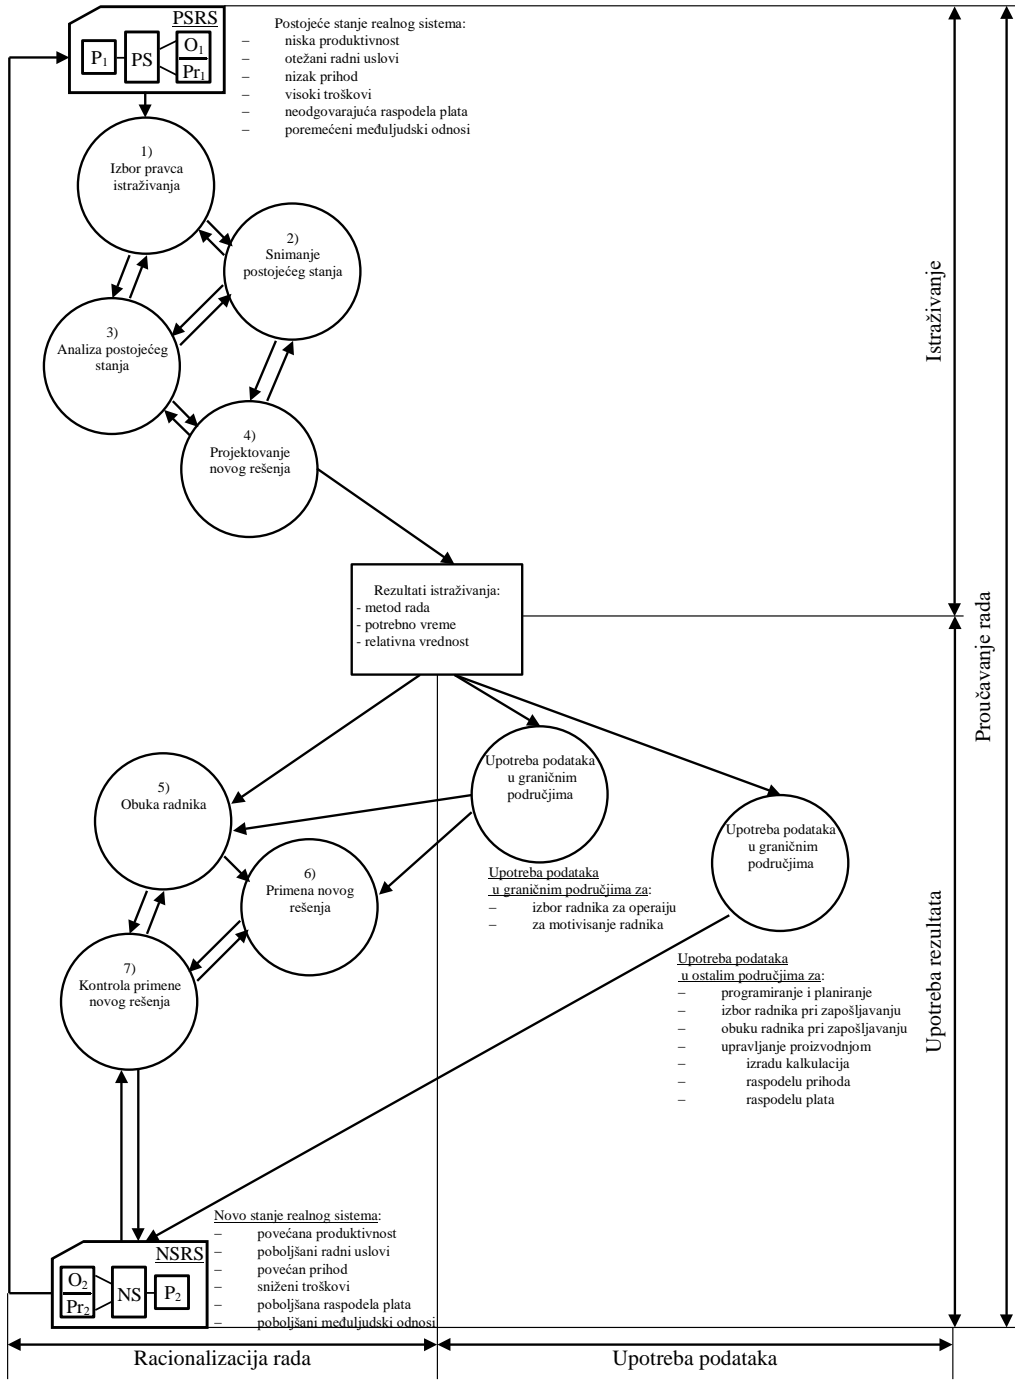 PSRS
P1
PS
O1
Pr1
Postojeće stanje realnog sistema:
– niska produktivnost
– otežani radni uslovi
– nizak prihod
– visoki troškovi
– neodgovarajuća raspodela plata
– poremećeni međuljudski odnosi
1)
Izbor pravca
istraživanja
2)
Snimanje
postojećeg stanja
3)
Analiza postojećeg
stanja
4)
Projektovanje
novog rešenja
Istraživanje
Rezultati istraživanja:
- metod rada
- potrebno vreme
- relativna vrednost
Proučavanje rada
5)
Obuka radnika
Upotreba podataka
u graničnim
područjima
Upotreba podataka
u graničnim
područjima
6)
Primena novog
rešenja
Upotreba podataka
u graničnim područjima za:
– izbor radnika za operaiju
– za motivisanje radnika
7)
Kontrola primene
novog rešenja
Upotreba podataka
u ostalim područjima za:
– programiranje i planiranje
– izbor radnika pri zapošljavanju
– obuku radnika pri zapošljavanju
– upravljanje proizvodnjom
– izradu kalkulacija
– raspodelu prihoda
– raspodelu plata
Upotreba rezultata
Novo stanje realnog sistema:
– povećana produktivnost
– poboljšani radni uslovi
– povećan prihod
– sniženi troškovi
– poboljšana raspodela plata
– poboljšani međuljudski odnosi
NSRS
O2
Pr2
NS
P2
Racionalizacija rada
Upotreba podataka